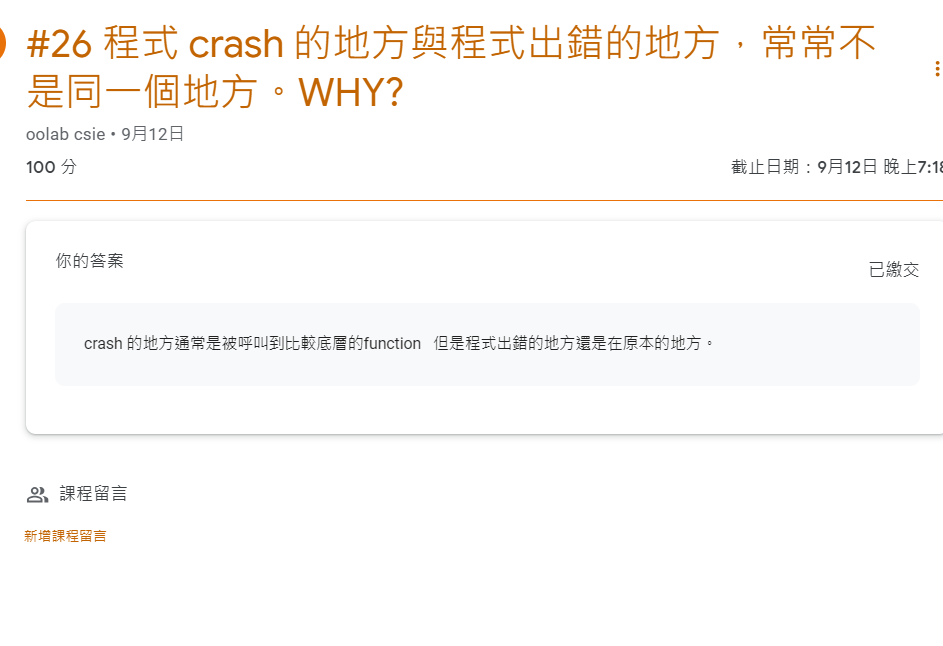 #26 程式 crash 的地方與程式出錯的地方，常常不
是同一個地方。WHY?
oolab csie • 9月12日
100 分
截止日期：9月12日 晚上7:18
你的答案
已繳交
crash 的地方通常是被呼叫到比較底層的function 但是程式出錯的地方還是在原本的地方。
課程留言
新增課程留言